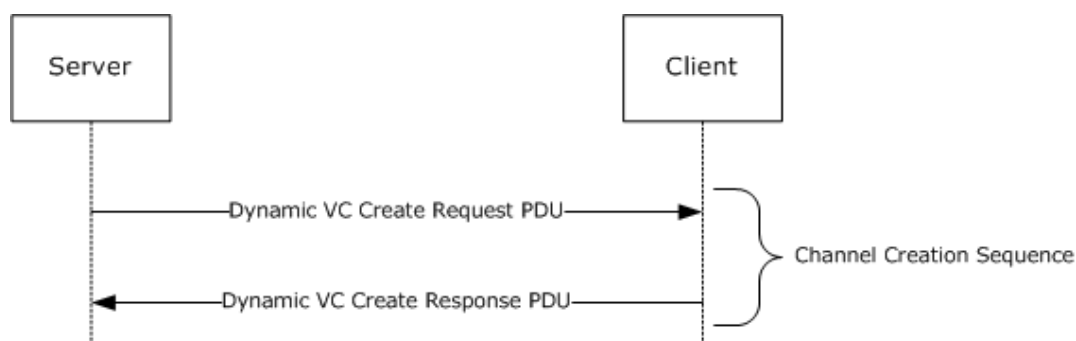 Server
Client
Dynamic VC Create Request PDU
Channel Creation Sequence
Dynamic VC Create Response PDU